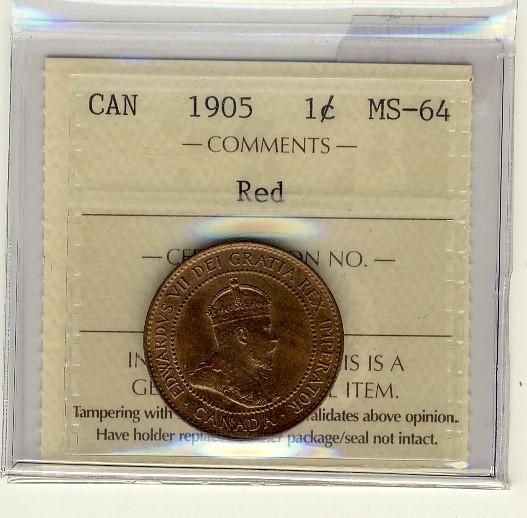 CAN 1905 1¢ MS-64
— COMMENTS —
Red
NO. —
EDWARDVS VII DEI GRATIA REX IMPERATOR
CANADA
IS A
ITEM.
Tampering with above opinion.
Have holder package/seal not intact.